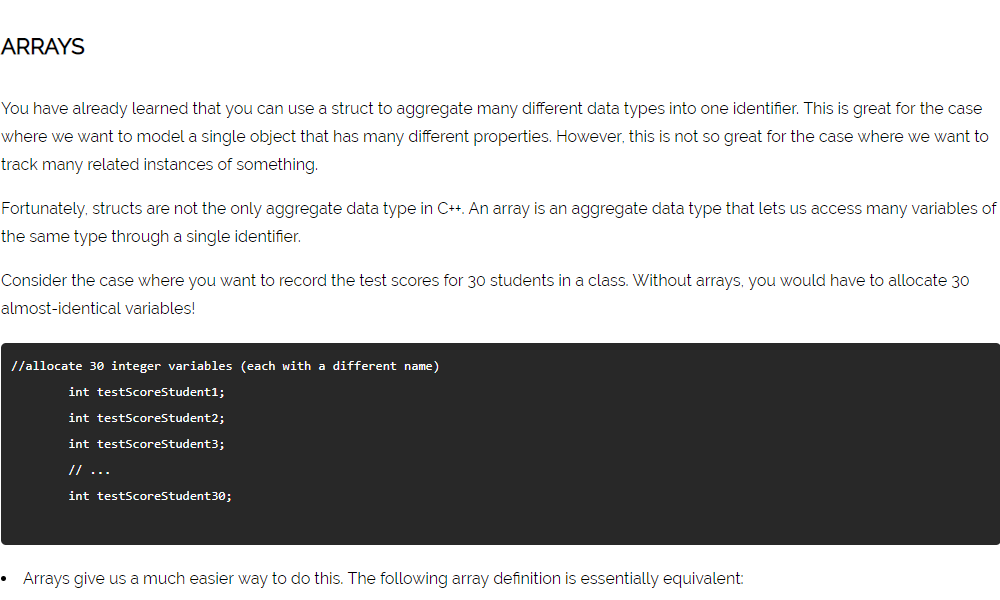 ARRAYS
You have already learned that you can use a struct to aggregate many different data types into one identifier. This is great for the case
where we want to model a single object that has many different properties. However, this is not so great for the case where we want to
track many related instances of something.
Fortunately, structs are not the only aggregate data type in C++. An array is an aggregate data type that lets us access many variables of
the same type through a single identifier.
Consider the case where you want to record the test scores for 30 students in a class. Without arrays, you would have to allocate 30
almost-identical variables!
//allocate 30 integer variables (each with a different name)
int testScoreStudent1;
int testScoreStudent2;
int testScoreStudent3;
// ...
int testScoreStudent30;
• Arrays give us a much easier way to do this. The following array definition is essentially equivalent: